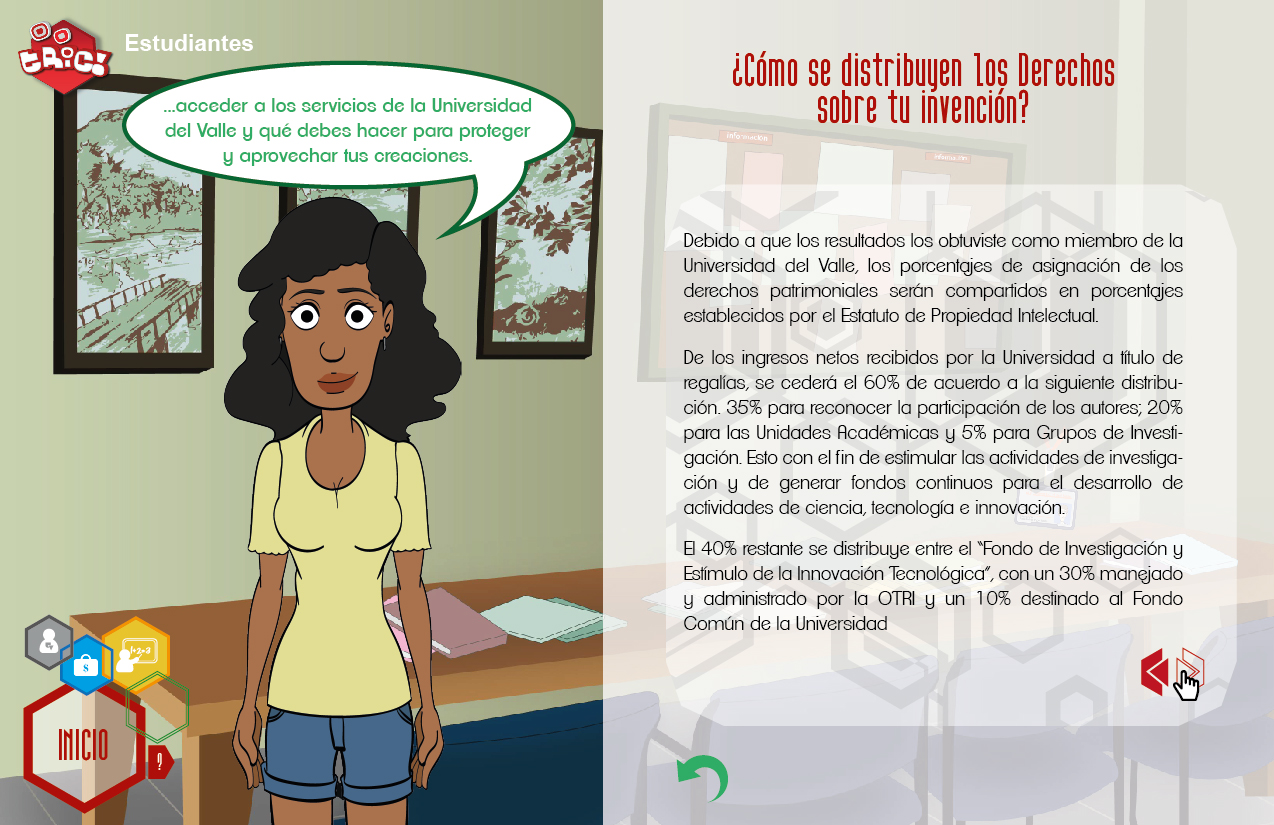 tRiC!
Estudiantes
...acceder a los servicios de la Universidad
del Valle y qué debes hacer para proteger
y aprovechar tus creaciones.
¿Cómo se distribuyen los Derechos
sobre tu invención?
información
información
Debido a que los resultados los obtuviste como miembro de la
Universidad del Valle, los porcentajes de asignación de los
derechos patrimoniales serán compartidos en porcentajes
establecidos por el Estatuto de Propiedad Intelectual.
De los ingresos netos recibidos por la Universidad a título de
regalías, se cederá el 60% de acuerdo a la siguiente distribu-
ción. 35% para reconocer la participación de los autores; 20%
para las Unidades Académicas y 5% para Grupos de Investi-
gación. Esto con el fin de estimular las actividades de investiga-
ción y de generar fondos continuos para el desarrollo de
actividades de ciencia, tecnología e innovación.
El 40% restante se distribuye entre el “Fondo de Investigación y
Estímulo de la Innovación Tecnológica”, con un 30% manejado
y administrado por la OTRI y un 10% destinado al Fondo
Común de la Universidad
1+2=3
$
INICIO
?